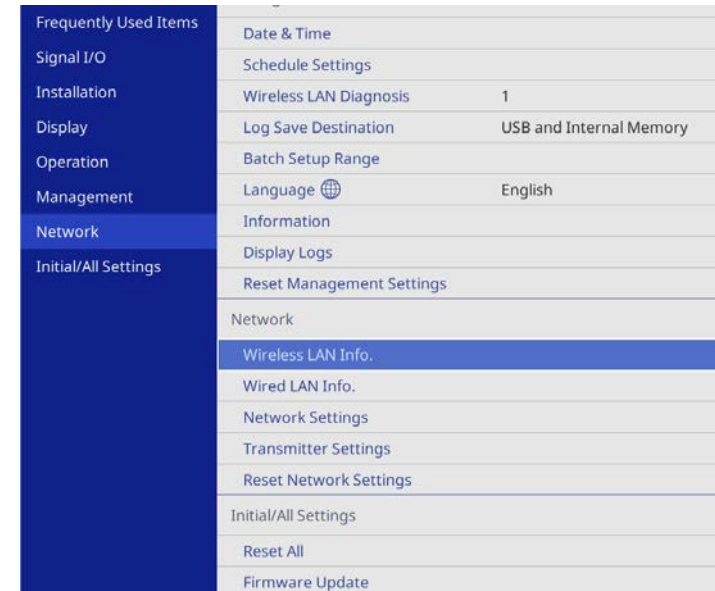 Frequently Used Items
Signal I/O
Installation
Display
Operation
Management
Network
Initial/All Settings
Date & Time
Schedule Settings
Wireless LAN Diagnosis 1
Log Save Destination USB and Internal Memory
Batch Setup Range
Language English
Information
Display Logs
Reset Management Settings
Network
Wireless LAN Info.
Wired LAN Info.
Network Settings
Transmitter Settings
Reset Network Settings
Initial/All Settings
Reset All
Firmware Update